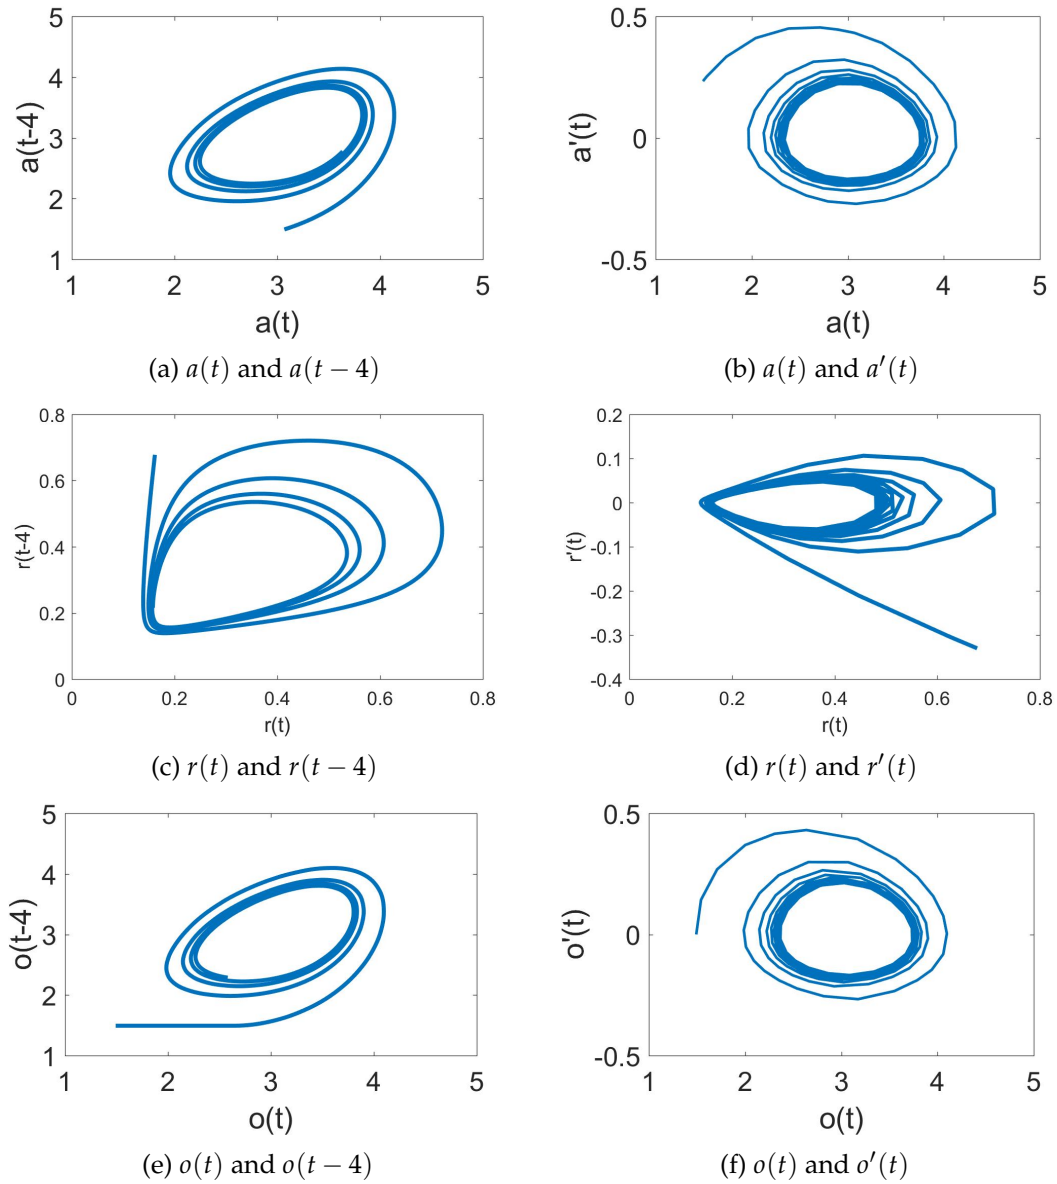 5
4
3
2
1
a(t-4)
1 2 3 4 5
a(t)
(a) a(t) and a(t − 4)
0.5
0
-0.5
a'(t)
1 2 3 4 5
a(t)
(b) a(t) and a′(t)
0.8
0.6
0.4
0.2
0
r(t-4)
0 0.2 0.4 0.6 0.8
r(t)
(c) r(t) and r(t − 4)
0.2
0.1
0
-0.1
-0.2
-0.3
-0.4
r'(t)
0 0.2 0.4 0.6 0.8
r(t)
(d) r(t) and r′(t)
5
4
3
2
1
o(t-4)
1 2 3 4 5
o(t)
(e) o(t) and o(t − 4)
0.5
0
-0.5
o'(t)
1 2 3 4 5
o(t)
(f) o(t) and o′(t)